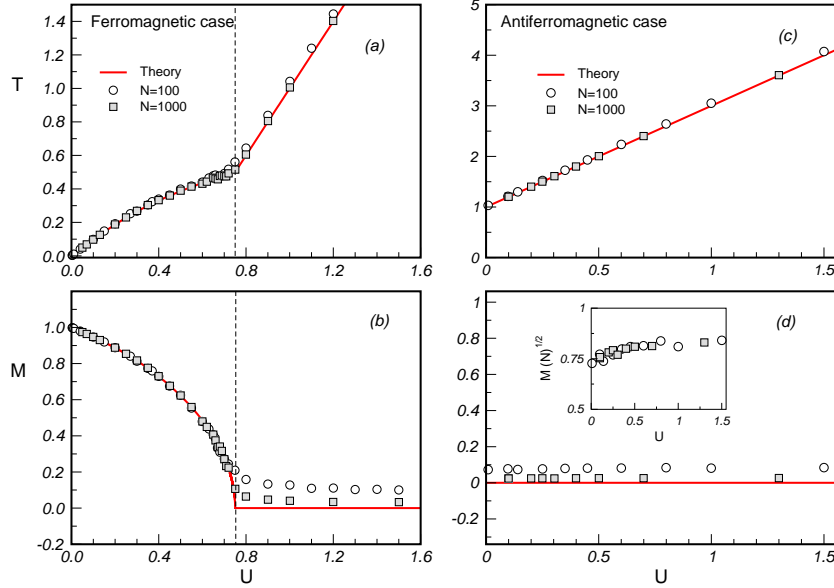 Ferromagnetic case
(a)
T
Theory
N=100
N=1000
1.4
1.2
1.0
0.8
0.6
0.4
0.2
0.0
0.0 0.4 0.8 1.2 1.6
Antiferromagnetic case
(c)
Theory
N=100
N=1000
5
4
3
2
1
0
0 0.5 1 1.5
(b)
M
1.0
0.8
0.6
0.4
0.2
0.0
-0.2
0.0 0.4 0.8 1.2 1.6
U
(d)
1
0.8
0.6
0.4
0.2
0
-0.2
0 0.5 1 1.5
U
M (N)^1/2
1
0.75
0.5
0 0.5 1 1.5
U